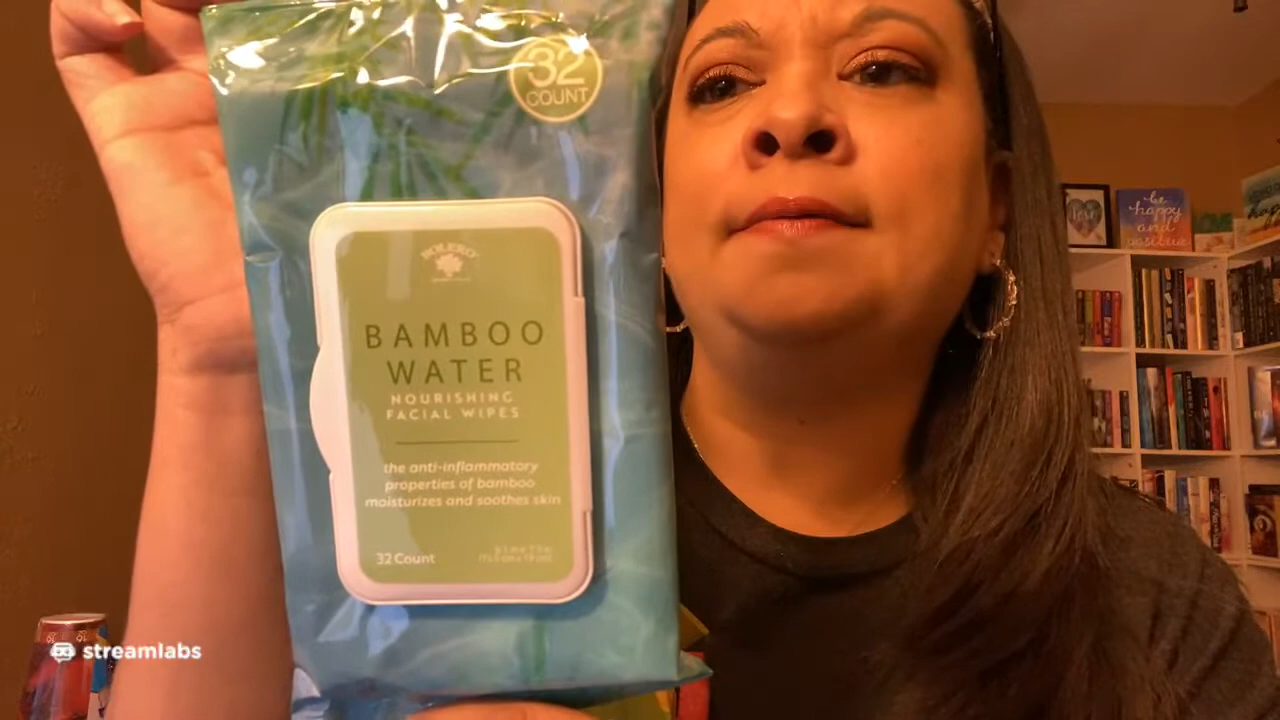 32
COUNT
BOLERO
BAMBOO
WATER
NOURISHING
FACIAL WIPES
the anti-inflammatory
properties of bamboo
moisturizes and soothes skin
32 Count
be
happy
and
positive
streamlabs